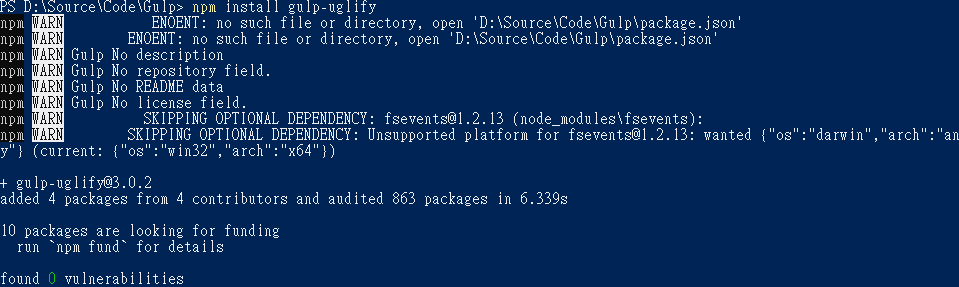 PS D:\Source\Code\Gulp> npm install gulp-uglify
npm WARN ENOENT: no such file or directory, open 'D:\Source\Code\Gulp\package.json'
npm WARN ENOENT: no such file or directory, open 'D:\Source\Code\Gulp\package.json'
npm WARN Gulp No description
npm WARN Gulp No repository field.
npm WARN Gulp No README data
npm WARN Gulp No license field.
npm WARN SKIPPING OPTIONAL DEPENDENCY: fsevents@1.2.13 (node_modules\fsevents):
npm WARN SKIPPING OPTIONAL DEPENDENCY: Unsupported platform for fsevents@1.2.13: wanted {"os":"darwin","arch":"an
y"} (current: {"os":"win32","arch":"x64"})
+ gulp-uglify@3.0.2
added 4 packages from 4 contributors and audited 863 packages in 6.339s
10 packages are looking for funding
run `npm fund` for details
found 0 vulnerabilities